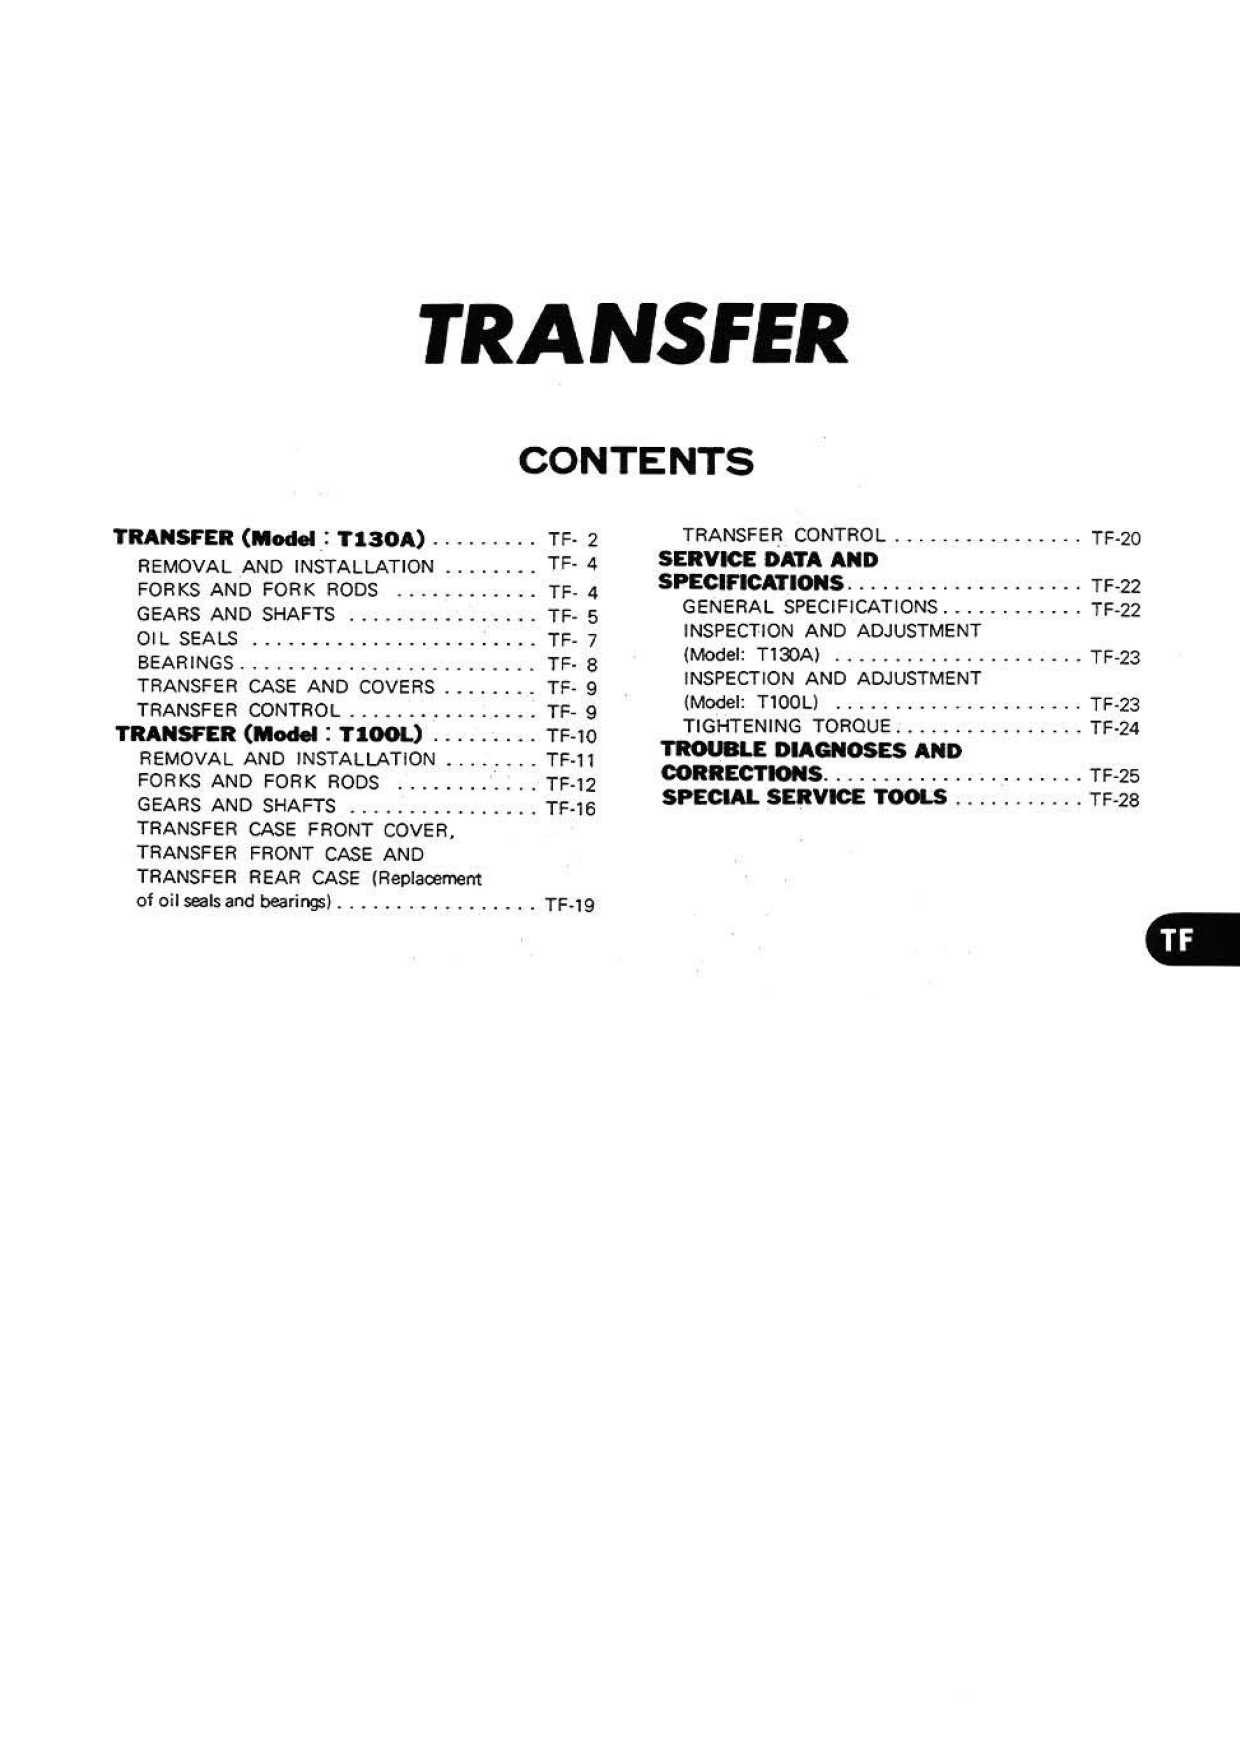 TRANSFER
CONTENTS
TRANSFER (Model : T130A) ......... TF- 2
REMOVAL AND INSTALLATION ........ TF- 4
FORKS AND FORK RODS ............ TF- 4
GEARS AND SHAFTS ................ TF- 5
OIL SEALS ........................ TF- 7
BEARINGS......................... TF- 8
TRANSFER CASE AND COVERS ........ TF- 9
TRANSFER CONTROL................ TF- 9
TRANSFER (Model : T100L) ......... TF-10
REMOVAL AND INSTALLATION ........ TF-11
FORKS AND FORK RODS ............ TF-12
GEARS AND SHAFTS ................ TF-16
TRANSFER CASE FRONT COVER,
TRANSFER FRONT CASE AND
TRANSFER REAR CASE (Replacement
of oil seals and bearings)................. TF-19
TRANSFER CONTROL ................ TF-20
SERVICE DATA AND
SPECIFICATIONS.................... TF-22
GENERAL SPECIFICATIONS............ TF-22
INSPECTION AND ADJUSTMENT
(Model: T130A) ..................... TF-23
INSPECTION AND ADJUSTMENT
(Model: T100L) ..................... TF-23
TIGHTENING TORQUE................ TF-24
TROUBLE DIAGNOSES AND
CORRECTIONS...................... TF-25
SPECIAL SERVICE TOOLS ........... TF-28
TF